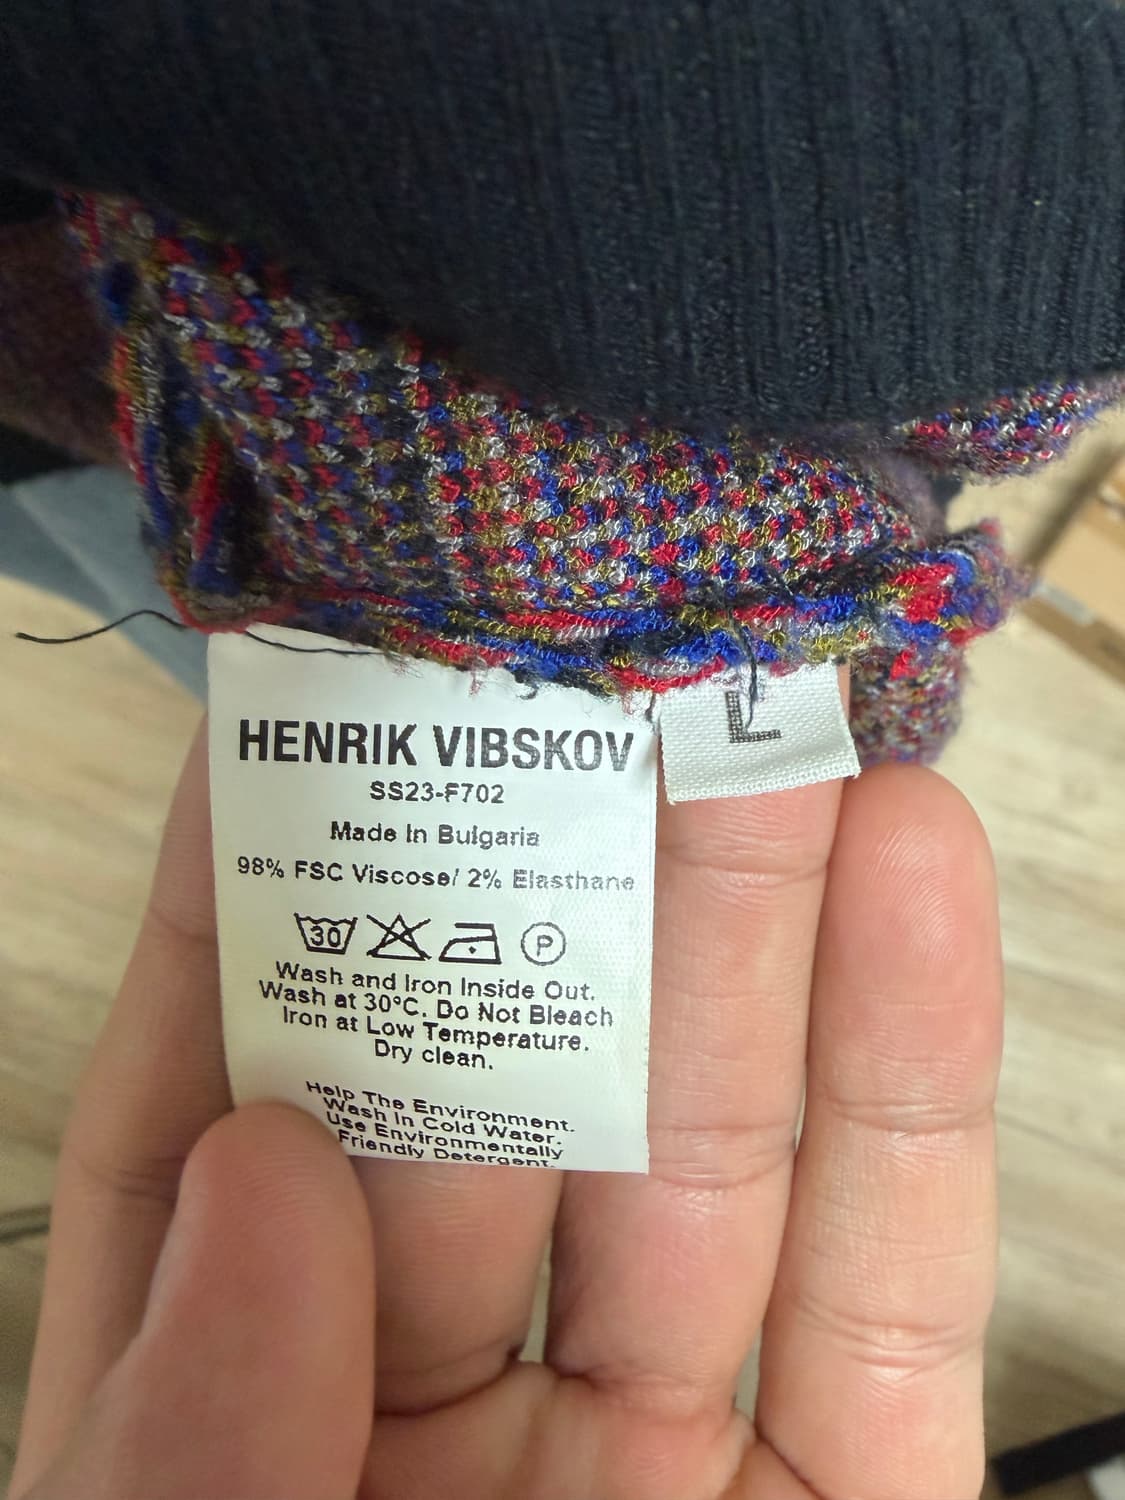 HENRIK VIBSKOV
SS23-F702
Made In Bulgaria
98% FSC Viscose/ 2% Elasthane
30 P
Wash and Iron Inside Out.
Wash at 30°C. Do Not Bleach
Iron at Low Temperature.
Dry clean.
Help The Environment.
Wash In Cold Water.
Use Environmentally
Friendly Detergent.
L